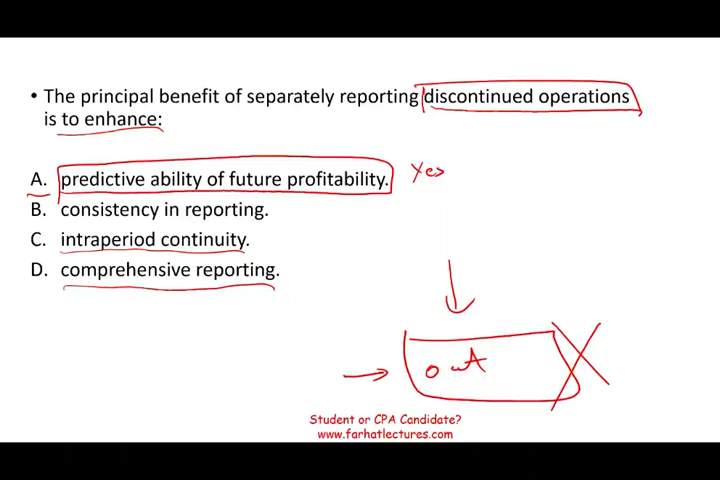 • The principal benefit of separately reporting discontinued operations
is to enhance:
A. predictive ability of future profitability. Yes
B. consistency in reporting.
C. intraperiod continuity.
D. comprehensive reporting.
out
Student or CPA Candidate?
www.farhatlectures.com